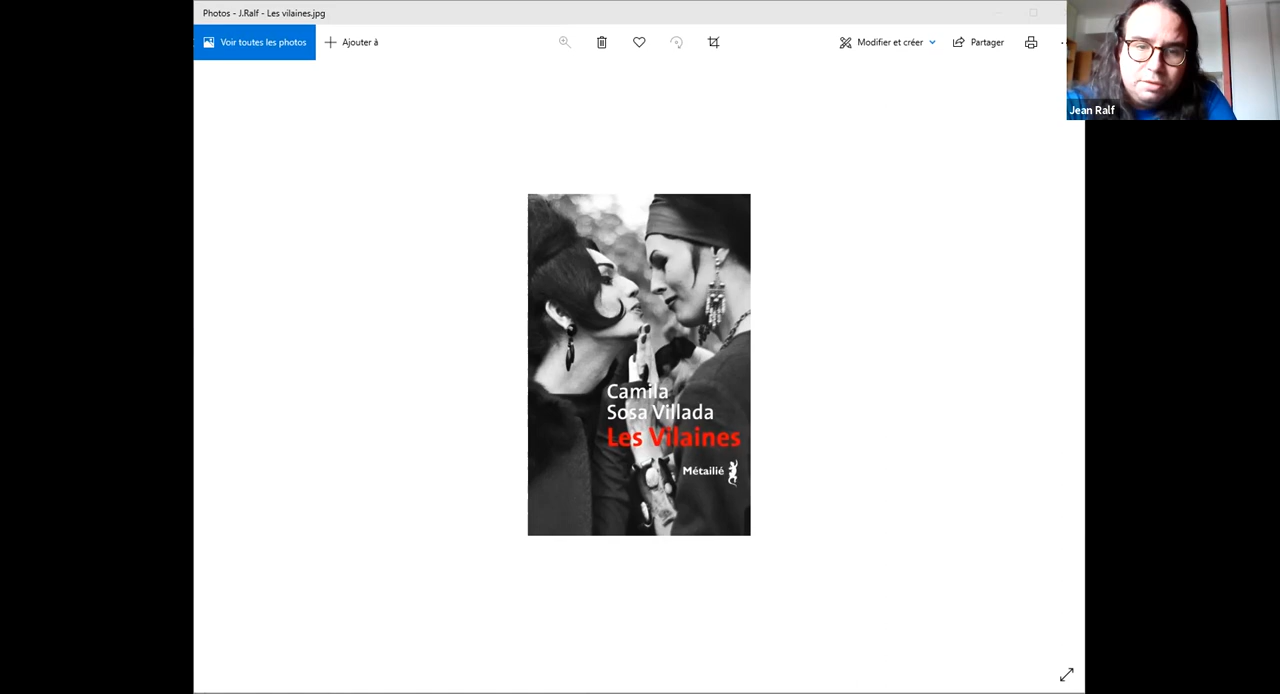 Photos - J.Ralf - Les vilaines.jpg
Voir toutes les photos
Ajouter à
Modifier et créer
Partager
Jean Ralf
Camila
Sosa Villada
Les Vilaines
Métailié